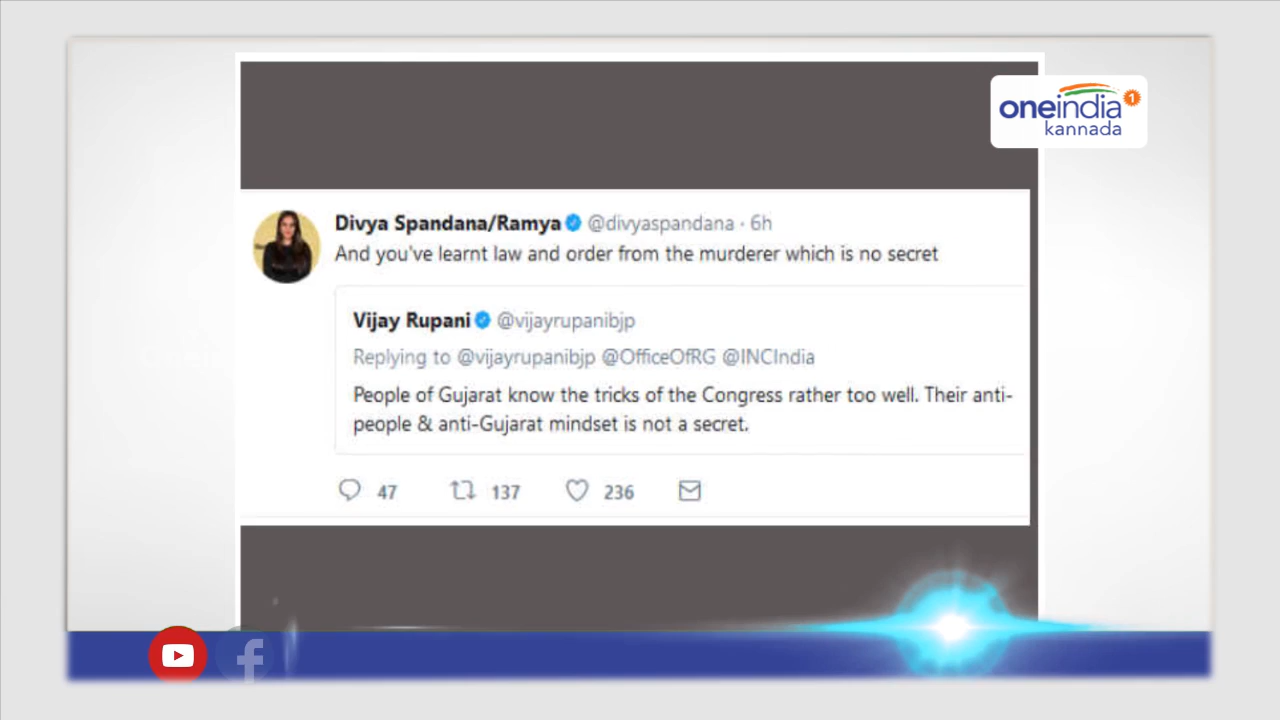 oneindia 1
kannada
Divya Spandana/Ramya @divyaspandana · 6h
And you've learnt law and order from the murderer which is no secret
Vijay Rupani @vijayrupanibjp
Replying to @vijayrupanibjp @OfficeOfRG @INCIndia
People of Gujarat know the tricks of the Congress rather too well. Their anti-
people & anti-Gujarat mindset is not a secret.
47 137 236